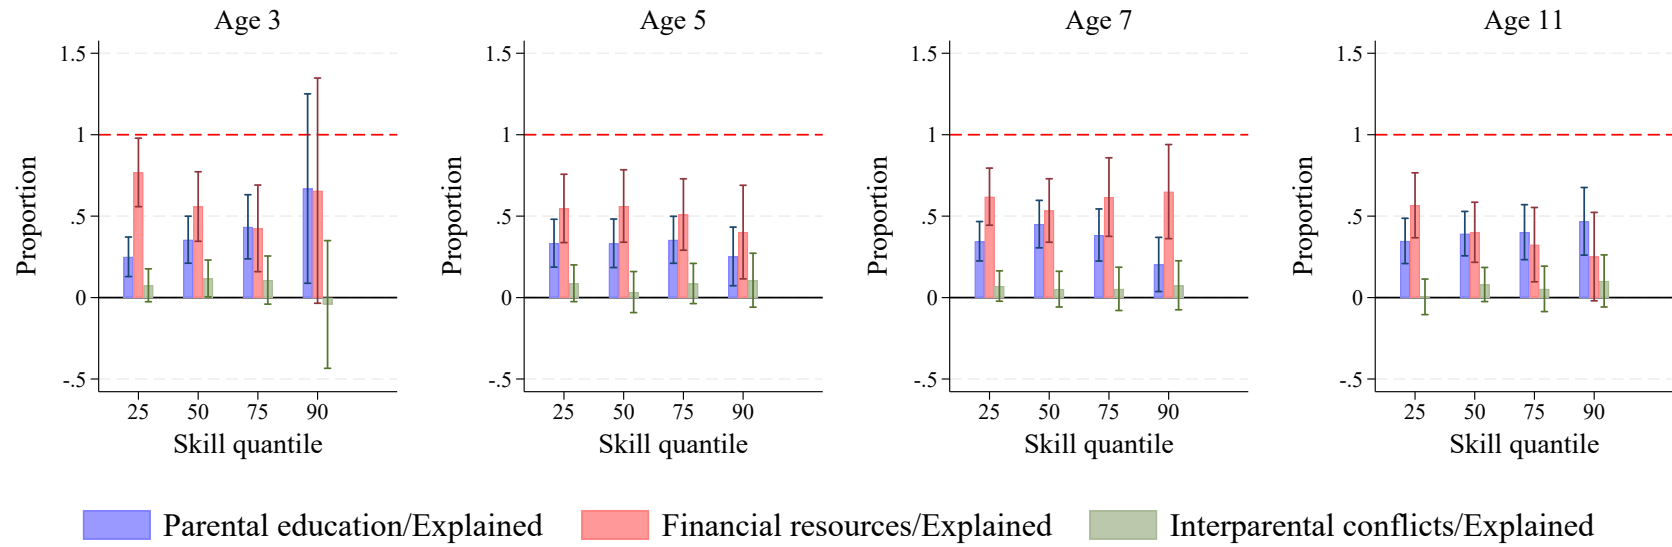 Age 3
1.5
1
.5
0
-.5
Proportion
25 50 75 90
Skill quantile
Age 5
1.5
1
.5
0
-.5
Proportion
25 50 75 90
Skill quantile
Age 7
1.5
1
.5
0
-.5
Proportion
25 50 75 90
Skill quantile
Age 11
1.5
1
.5
0
-.5
Proportion
25 50 75 90
Skill quantile
Parental education/Explained Financial resources/Explained Interparental conflicts/Explained